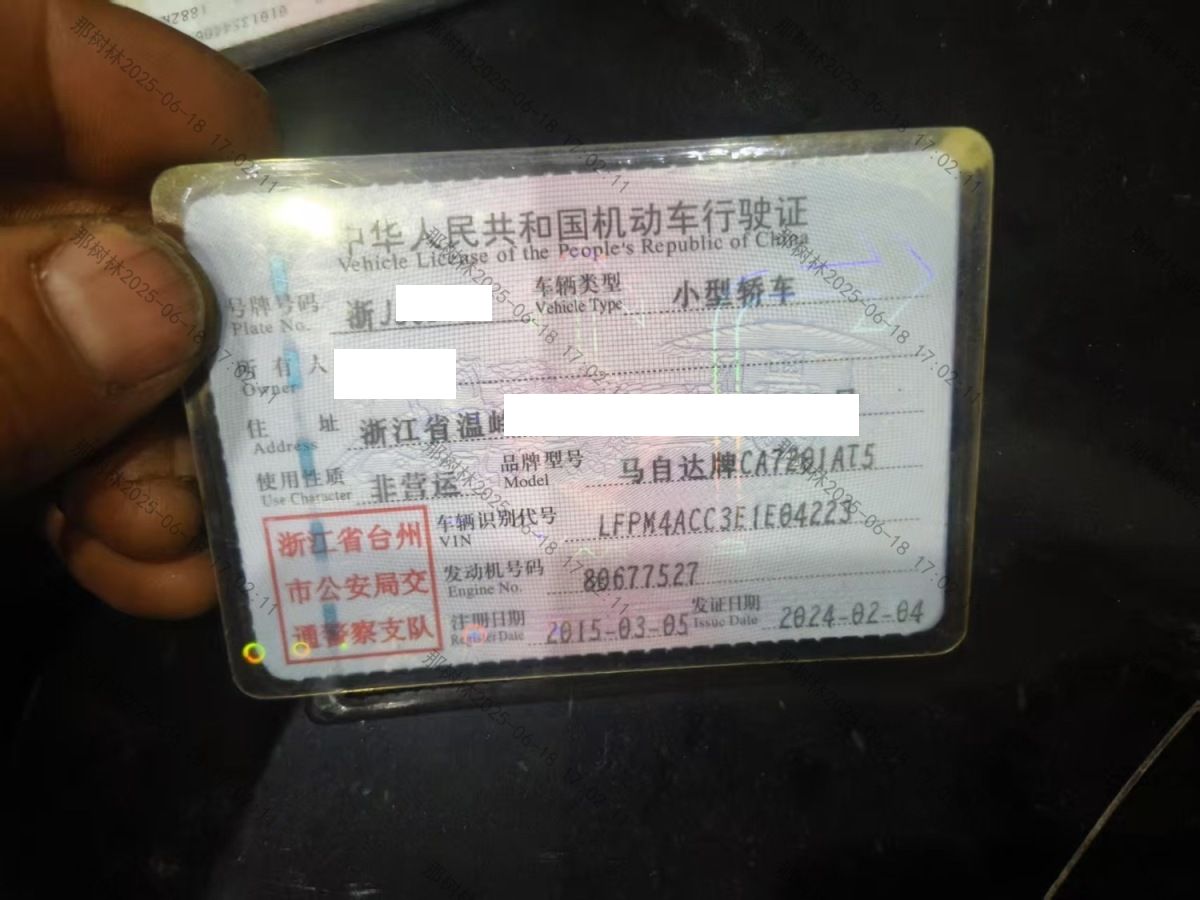 中华人民共和国机动车行驶证
Vehicle License of the People's Republic of China
号牌号码 浙J 车辆类型 小型轿车
Plate No. Vehicle Type
所有人
Owner
住址 浙江省温岭
Address
使用性质 非营运 品牌型号 马自达牌CA7201AT5
Use Character Model
浙江省台州
市公安局交
通警察支队
车辆识别代号 LFPM4ACC3E1E04223
VIN
发动机号码 80677527
Engine No.
注册日期 2015-03-05 发证日期 2024-02-04
Register Date Issue Date
那树林2025-06-18 17:02:11